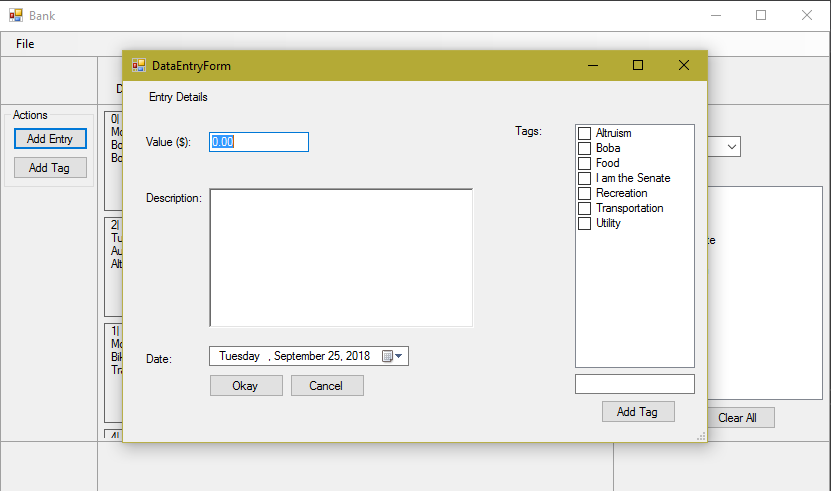 Bank
File
DataEntryForm
Entry Details
Actions
Add Entry
Add Tag
0|
Bo
Bo
2|
Tu
Au
Alt
1|
Mo
Bik
Tra
4|
Value ($):
0.00
Description:
Date:
Tuesday , September 25, 2018
Okay
Cancel
Tags:
Altruism
Boba
Food
I am the Senate
Recreation
Transportation
Utility
Add Tag
Clear All